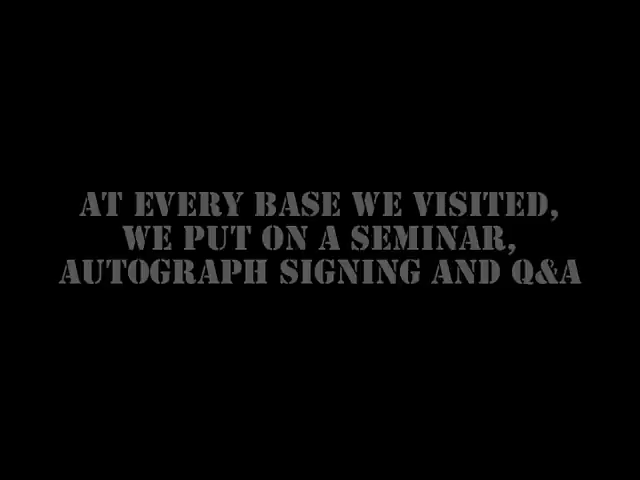 AT EVERY BASE WE VISITED,
WE PUT ON A SEMINAR,
AUTOGRAPH SIGNING AND Q&A